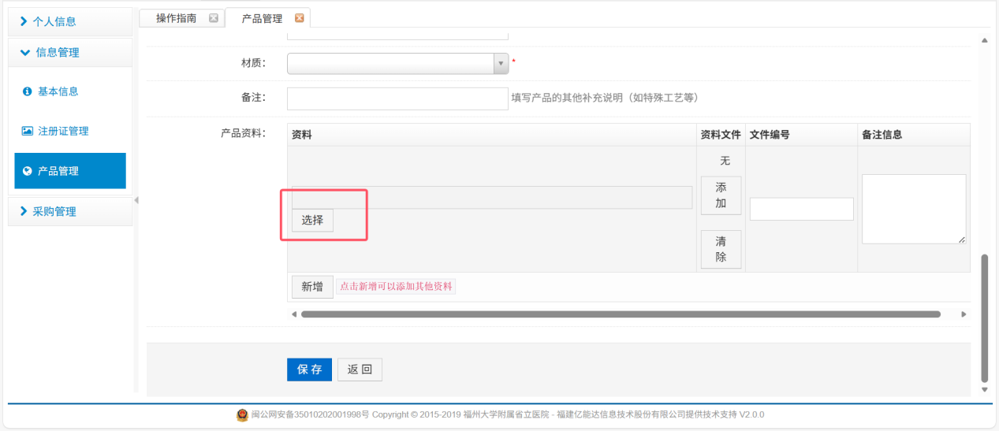 操作指南
产品管理
个人信息
信息管理
基本信息
注册证管理
产品管理
采购管理
材质：
*
备注：
填写产品的其他补充说明（如特殊工艺等）
产品资料：
资料 资料文件 文件编号 备注信息
无
添
加
选择
清
除
新增 点击新增可以添加其他资料
保 存 返 回
闽公网安备35010202001998号 Copyright © 2015-2019 福州大学附属省立医院 - 福建亿能达信息技术股份有限公司提供技术支持 V2.0.0